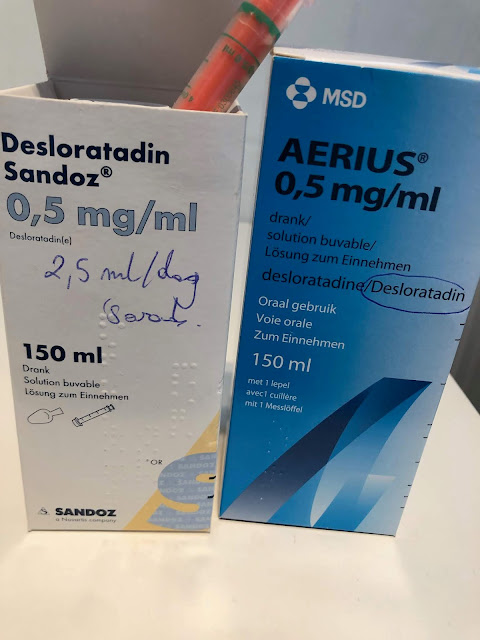 Desloratadin
Sandoz®
0,5 mg/ml
Desloratadin(e)
2,5 ml/dag
150 ml
Drank
Solution buvable
Lösung zum Einnehmen
*OR
SANDOZ
a Novartis company
MSD
AERIUS®
0,5 mg/ml
drank/
solution buvable/
Lösung zum Einnehmen
desloratadine/Desloratadin
Oraal gebruik
Voie orale
Zum Einnehmen
150 ml
met 1 lepel
avec 1 cuillère
mit 1 Messlöffel